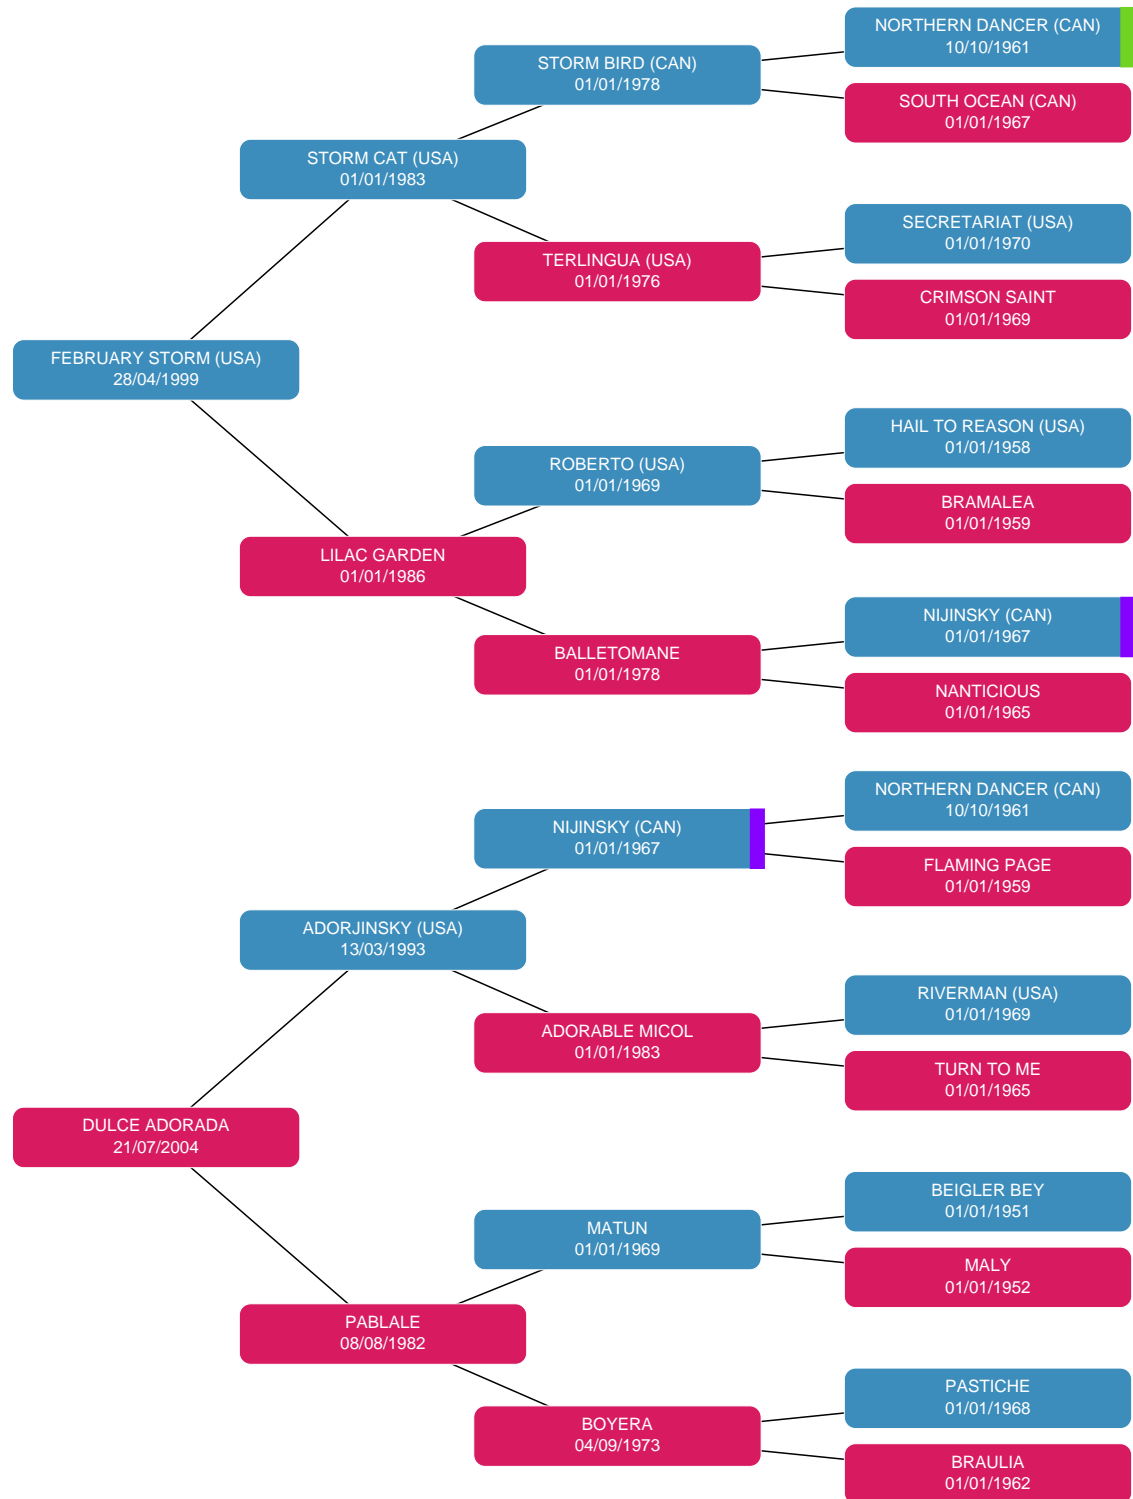 NORTHERN DANCER (CAN)
10/10/1961
STORM BIRD (CAN)
01/01/1978
SOUTH OCEAN (CAN)
01/01/1967
STORM CAT (USA)
01/01/1983
SECRETARIAT (USA)
01/01/1970
TERLINGUA (USA)
01/01/1976
CRIMSON SAINT
01/01/1969
FEBRUARY STORM (USA)
28/04/1999
HAIL TO REASON (USA)
01/01/1958
ROBERTO (USA)
01/01/1969
BRAMALEA
01/01/1959
LILAC GARDEN
01/01/1986
NIJINSKY (CAN)
01/01/1967
BALLETOMANE
01/01/1978
NANTICIOUS
01/01/1965
NORTHERN DANCER (CAN)
10/10/1961
NIJINSKY (CAN)
01/01/1967
FLAMING PAGE
01/01/1959
ADORJINSKY (USA)
13/03/1993
RIVERMAN (USA)
01/01/1969
ADORABLE MICOL
01/01/1983
TURN TO ME
01/01/1965
DULCE ADORADA
21/07/2004
BEIGLER BEY
01/01/1951
MATUN
01/01/1969
MALY
01/01/1952
PABLALE
08/08/1982
PASTICHE
01/01/1968
BOYERA
04/09/1973
BRAULIA
01/01/1962